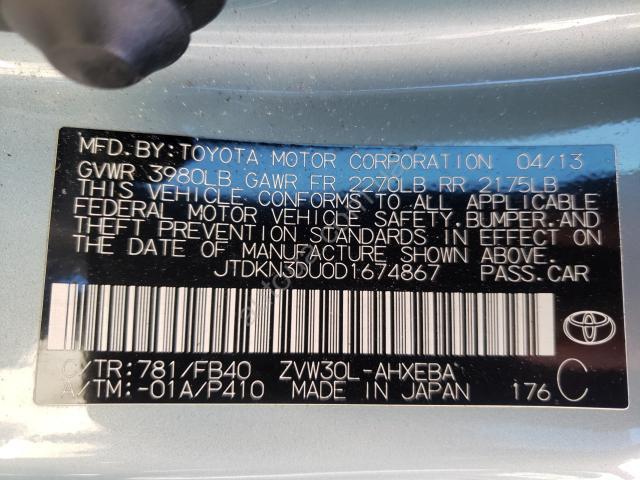 MFD. BY: TOYOTA MOTOR CORPORATION 04/13
GVWR 3980LB GAWR FR 2270LB RR 2175LB
THIS VEHICLE CONFORMS TO ALL APPLICABLE
FEDERAL MOTOR VEHICLE SAFETY, BUMPER, AND
THEFT PREVENTION STANDARDS IN EFFECT ON
THE DATE OF MANUFACTURE SHOWN ABOVE.
JTDKN3DU0D1674867 PASS. CAR
C/TR: 781/FB40 ZVW30L-AHXEBA
A/TM: -01A/P410 MADE IN JAPAN 176 C